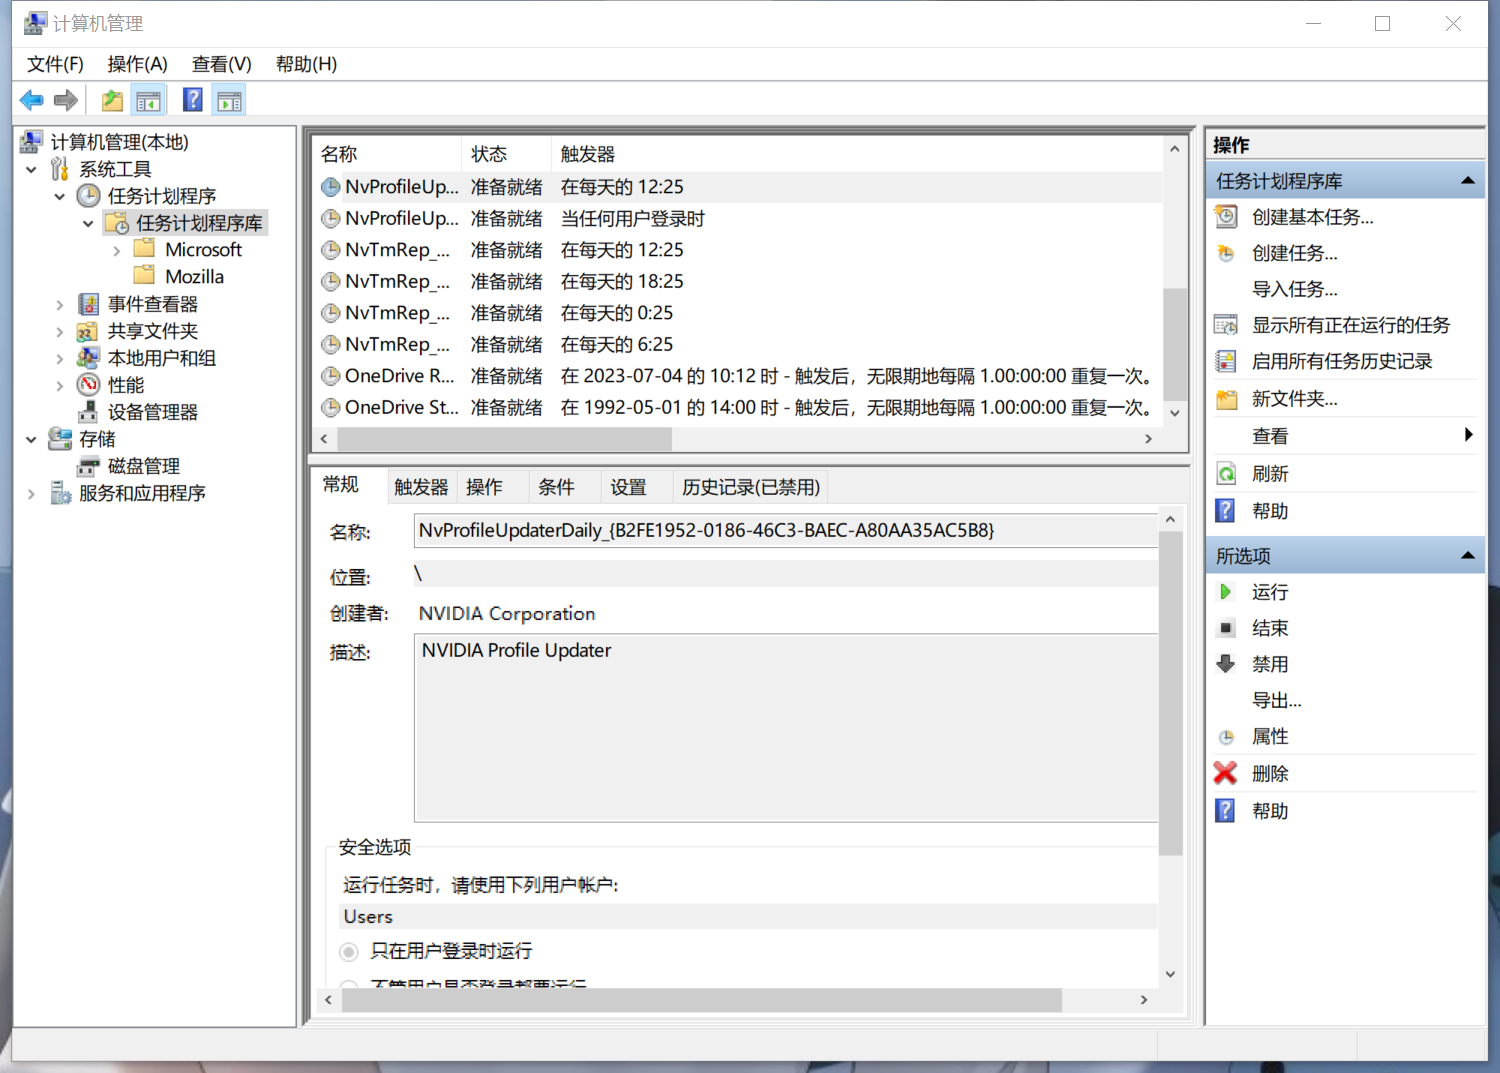 计算机管理
文件(F) 操作(A) 查看(V) 帮助(H)
计算机管理(本地)
系统工具
任务计划程序
任务计划程序库
Microsoft
Mozilla
事件查看器
共享文件夹
本地用户和组
性能
设备管理器
存储
磁盘管理
服务和应用程序
名称 状态 触发器
NvProfileUp... 准备就绪 在每天的 12:25
NvProfileUp... 准备就绪 当任何用户登录时
NvTmRep_... 准备就绪 在每天的 12:25
NvTmRep_... 准备就绪 在每天的 18:25
NvTmRep_... 准备就绪 在每天的 0:25
NvTmRep_... 准备就绪 在每天的 6:25
OneDrive R... 准备就绪 在 2023-07-04 的 10:12 时 - 触发后，无限期地每隔 1.00:00:00 重复一次。
OneDrive St... 准备就绪 在 1992-05-01 的 14:00 时 - 触发后，无限期地每隔 1.00:00:00 重复一次。
常规 触发器 操作 条件 设置 历史记录(已禁用)
名称: NvProfileUpdaterDaily_{B2FE1952-0186-46C3-BAEC-A80AA35AC5B8}
位置: \
创建者: NVIDIA Corporation
描述: NVIDIA Profile Updater
安全选项
运行任务时，请使用下列用户帐户:
Users
只在用户登录时运行
不管用户是否登录都要运行
操作
任务计划程序库
创建基本任务...
创建任务...
导入任务...
显示所有正在运行的任务
启用所有任务历史记录
新文件夹...
查看
刷新
帮助
所选项
运行
结束
禁用
导出...
属性
删除
帮助